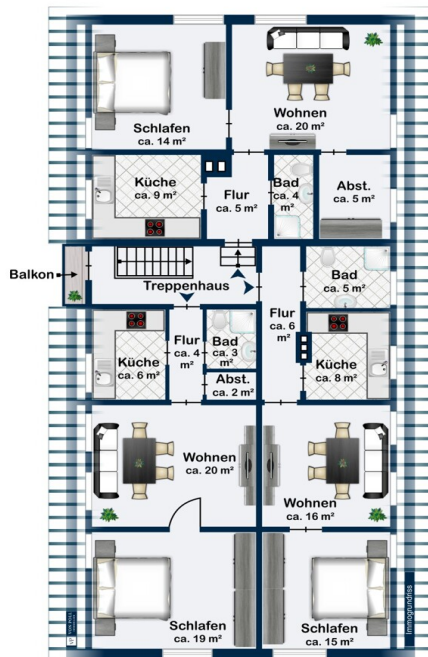 Schlafen
ca. 14 m²
Wohnen
ca. 20 m²
Küche
ca. 9 m²
Flur
ca. 5 m²
Bad
ca. 4
m²
Abst.
ca. 5 m²
Balkon
Treppenhaus
Bad
ca. 5 m²
Flur
ca. 6
m²
Küche
ca. 6 m²
Flur
ca. 4
m²
Bad
ca. 3
m²
Abst.
ca. 2 m²
Küche
ca. 8 m²
Wohnen
ca. 20 m²
Wohnen
ca. 16 m²
Schlafen
ca. 19 m²
Schlafen
ca. 15 m²
Immogrundriss